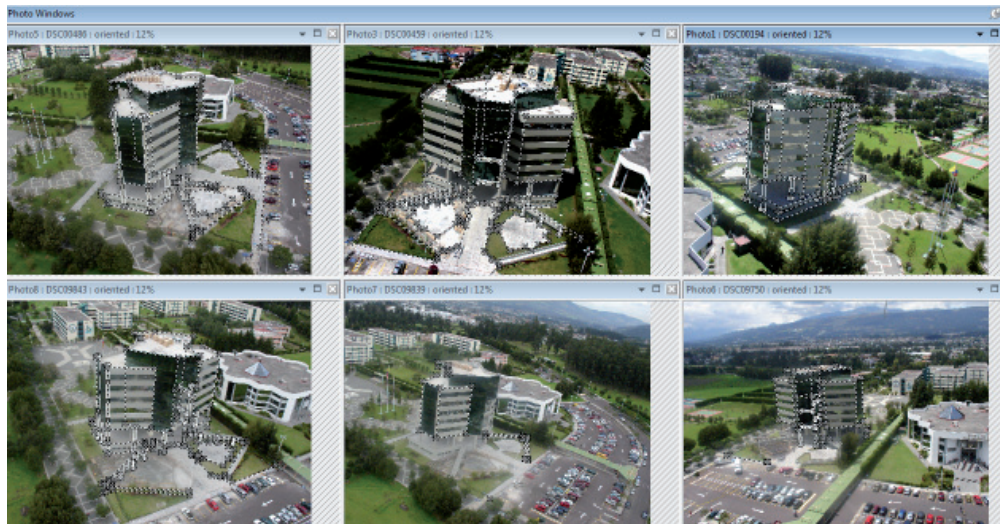 Photo Windows
Photo5 : DSC00486 : oriented : 12%
Photo3 : DSC00459 : oriented : 12%
Photo1 : DSC00194 : oriented : 12%
Photo8 : DSC09843 : oriented : 12%
Photo7 : DSC09839 : oriented : 12%
Photo6 : DSC09750 : oriented : 12%